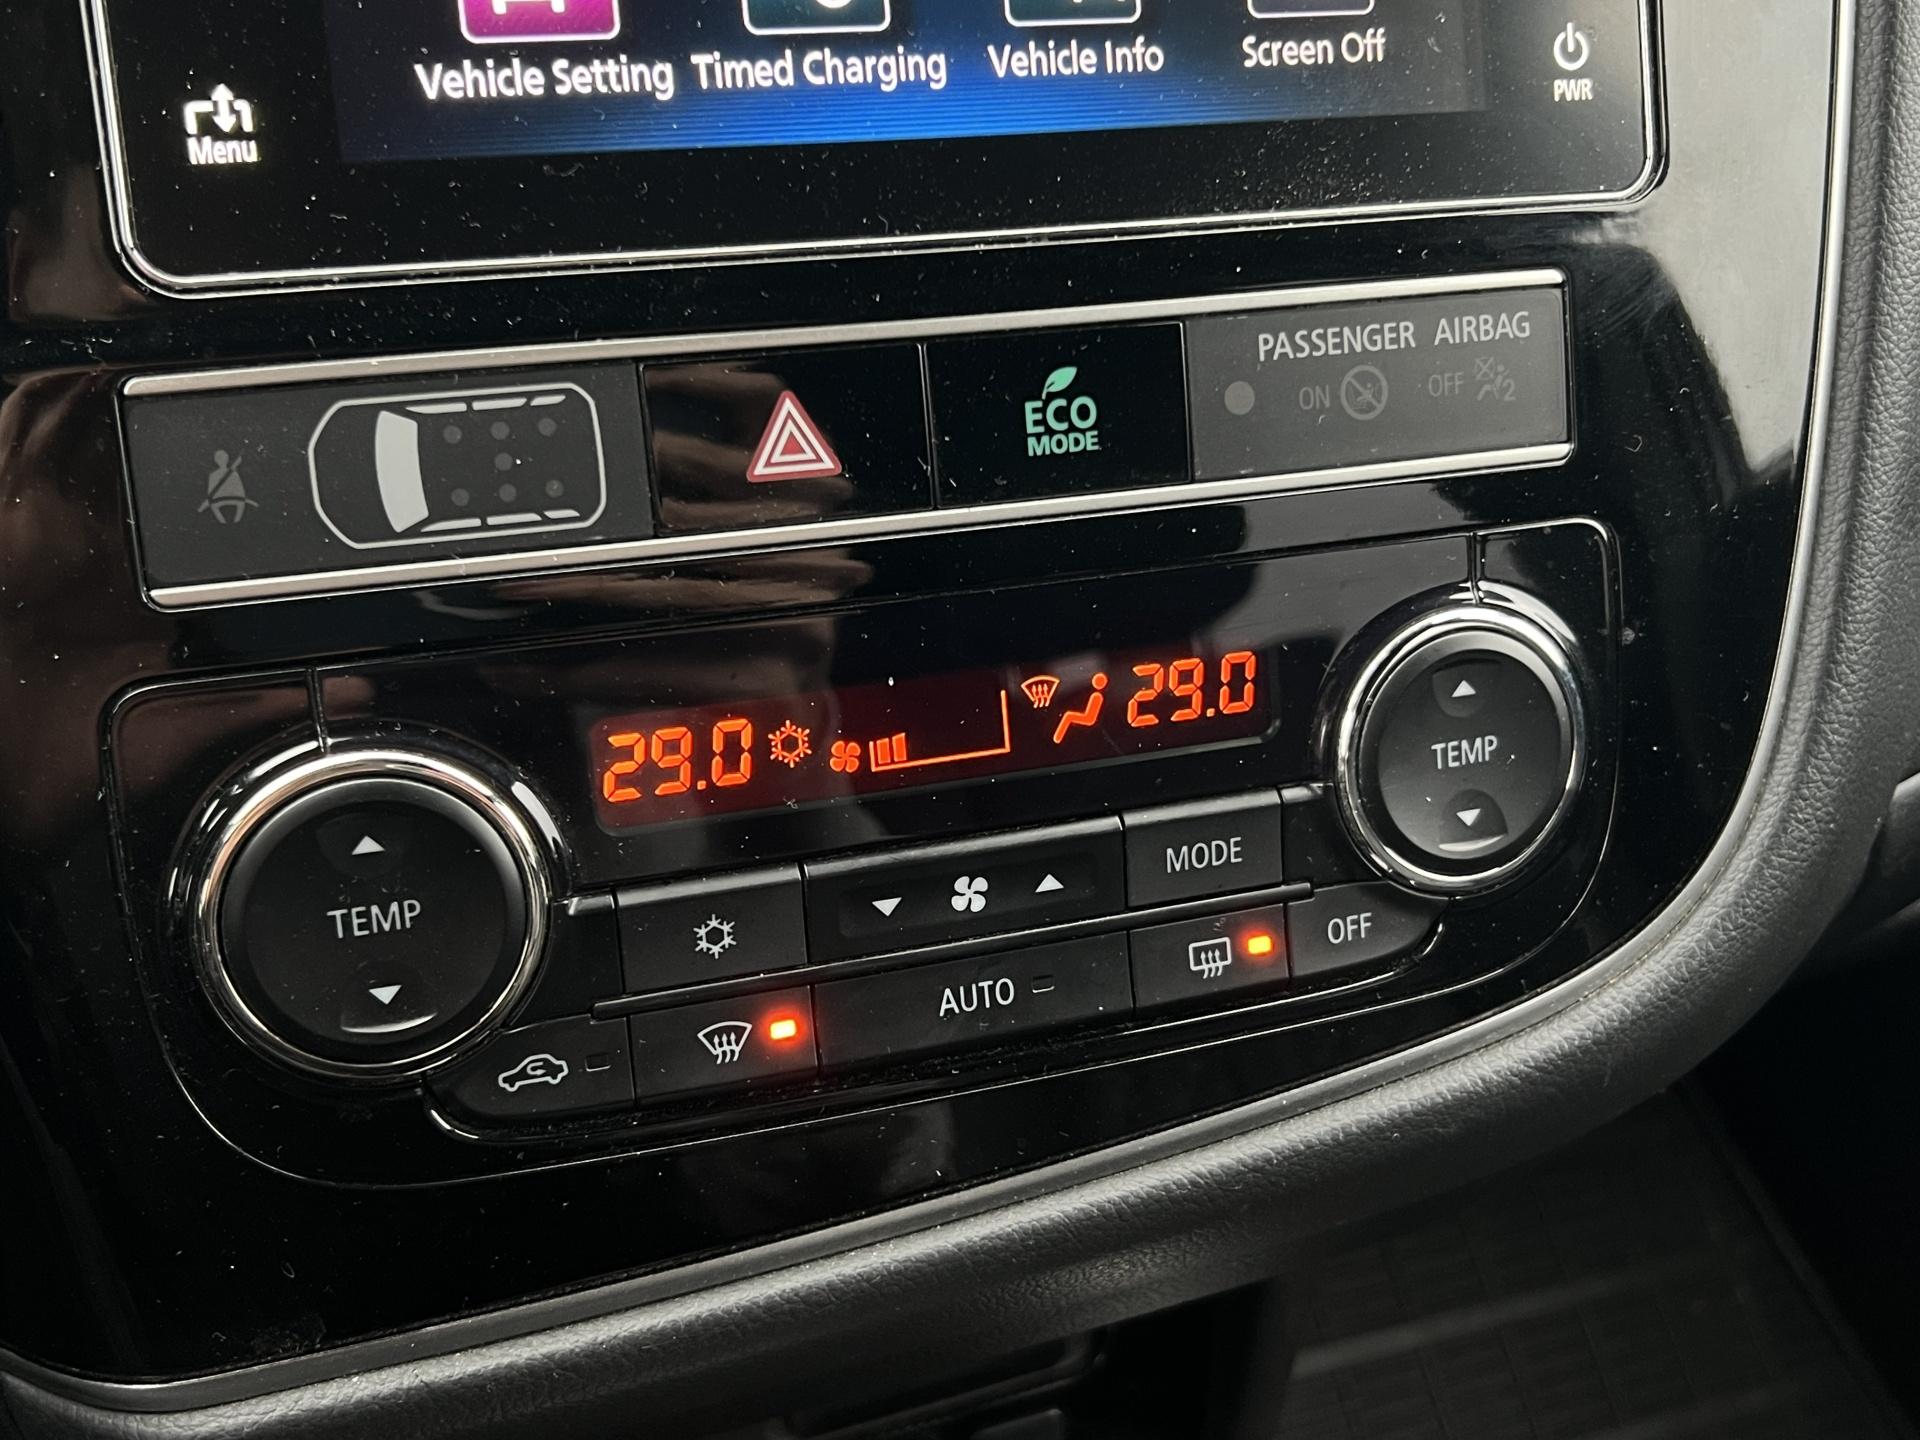 Vehicle Setting Timed Charging Vehicle Info Screen Off
Menu
PWR
PASSENGER AIRBAG
ON OFF 2
ECO
MODE
29.0 29.0
TEMP
TEMP
MODE
AUTO
OFF